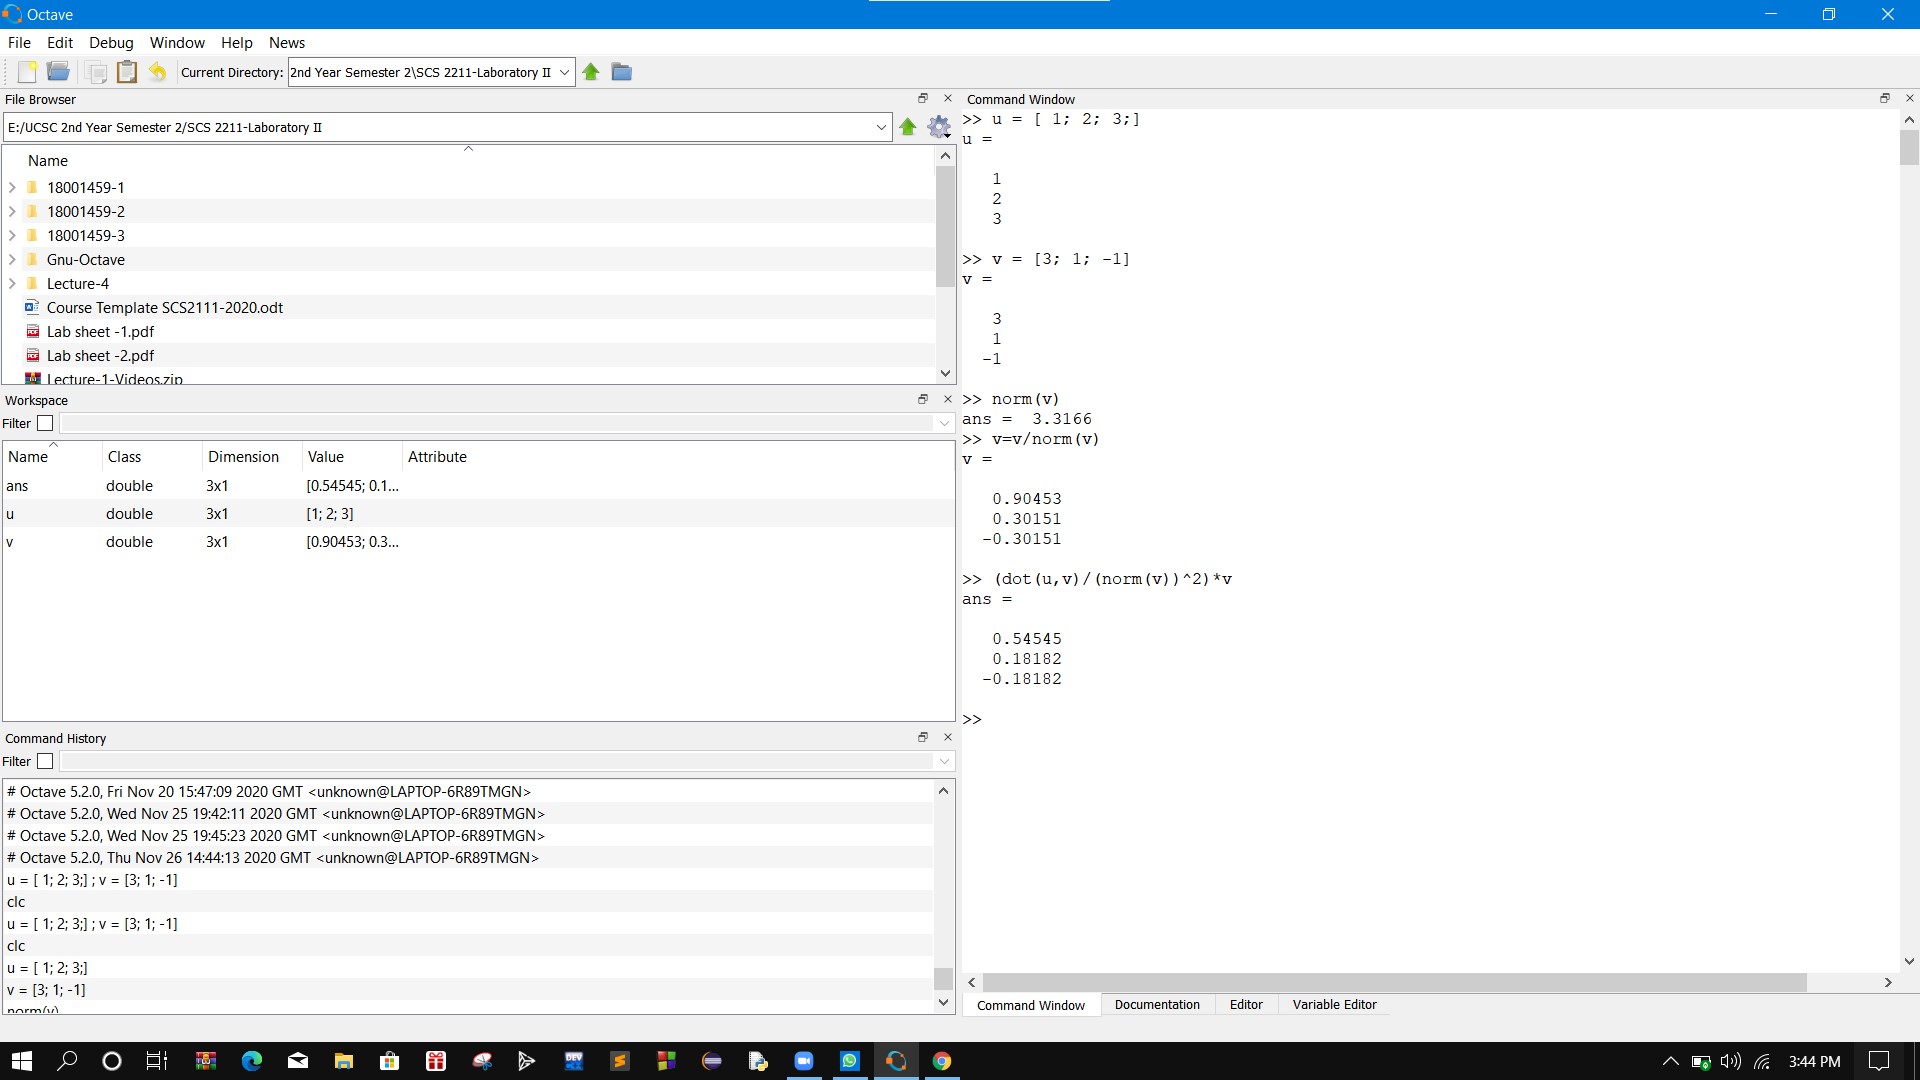 Octave
File Edit Debug Window Help News
Current Directory: 2nd Year Semester 2\SCS 2211-Laboratory II
File Browser
E:/UCSC 2nd Year Semester 2/SCS 2211-Laboratory II
Name
18001459-1
18001459-2
18001459-3
Gnu-Octave
Lecture-4
Course Template SCS2111-2020.odt
Lab sheet -1.pdf
Lab sheet -2.pdf
Lecture-1-Videos.zip
Workspace
Filter
Name Class Dimension Value Attribute
ans double 3x1 [0.54545; 0.1...
u double 3x1 [1; 2; 3]
v double 3x1 [0.90453; 0.3...
Command History
Filter
# Octave 5.2.0, Fri Nov 20 15:47:09 2020 GMT <unknown@LAPTOP-6R89TMGN>
# Octave 5.2.0, Wed Nov 25 19:42:11 2020 GMT <unknown@LAPTOP-6R89TMGN>
# Octave 5.2.0, Wed Nov 25 19:45:23 2020 GMT <unknown@LAPTOP-6R89TMGN>
# Octave 5.2.0, Thu Nov 26 14:44:13 2020 GMT <unknown@LAPTOP-6R89TMGN>
u = [ 1; 2; 3;] ; v = [3; 1; -1]
clc
u = [ 1; 2; 3;] ; v = [3; 1; -1]
clc
u = [ 1; 2; 3;]
v = [3; 1; -1]
norm(v)
Command Window
>> u = [ 1; 2; 3;]
u =
1
2
3
>> v = [3; 1; -1]
v =
3
1
-1
>> norm(v)
ans =  3.3166
>> v=v/norm(v)
v =
0.90453
0.30151
-0.30151
>> (dot(u,v)/(norm(v))^2)*v
ans =
0.54545
0.18182
-0.18182
>>
Command Window Documentation Editor Variable Editor
DEV
3:44 PM